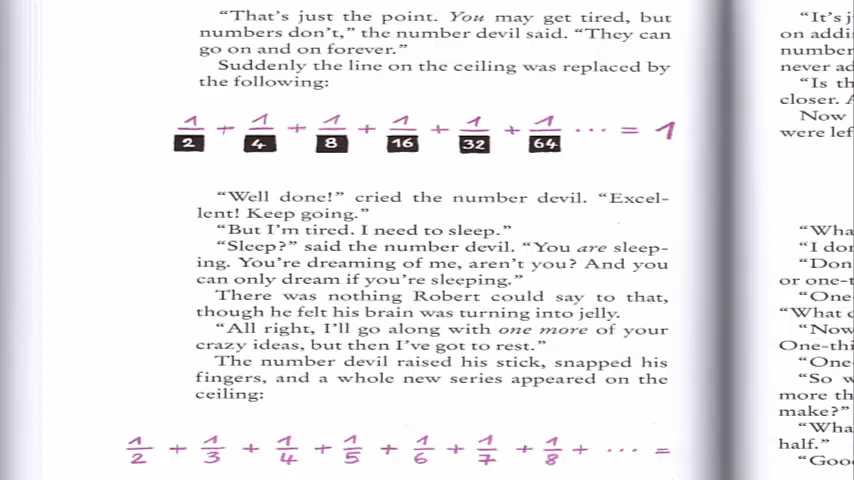 “That’s just the point. You may get tired, but
numbers don’t,” the number devil said. “They can
go on and on forever.”
Suddenly the line on the ceiling was replaced by
the following:
1/2 + 1/4 + 1/8 + 1/16 + 1/32 + 1/64 ... = 1
“Well done!” cried the number devil. “Excel-
lent! Keep going.”
“But I’m tired. I need to sleep.”
“Sleep?” said the number devil. “You are sleep-
ing. You’re dreaming of me, aren’t you? And you
can only dream if you’re sleeping.”
There was nothing Robert could say to that,
though he felt his brain was turning into jelly.
“All right, I’ll go along with one more of your
crazy ideas, but then I’ve got to rest.”
The number devil raised his stick, snapped his
fingers, and a whole new series appeared on the
ceiling:
1/2 + 1/3 + 1/4 + 1/5 + 1/6 + 1/7 + 1/8 + ... =
“It’s j
on addi
number
never ad
“Is th
closer. A
Now
were lef
“Wha
“I do
“Don
or one-t
“One-
“What
“Now
One-thi
“One-
“So w
more th
make?”
“Wha
half.”
“Good